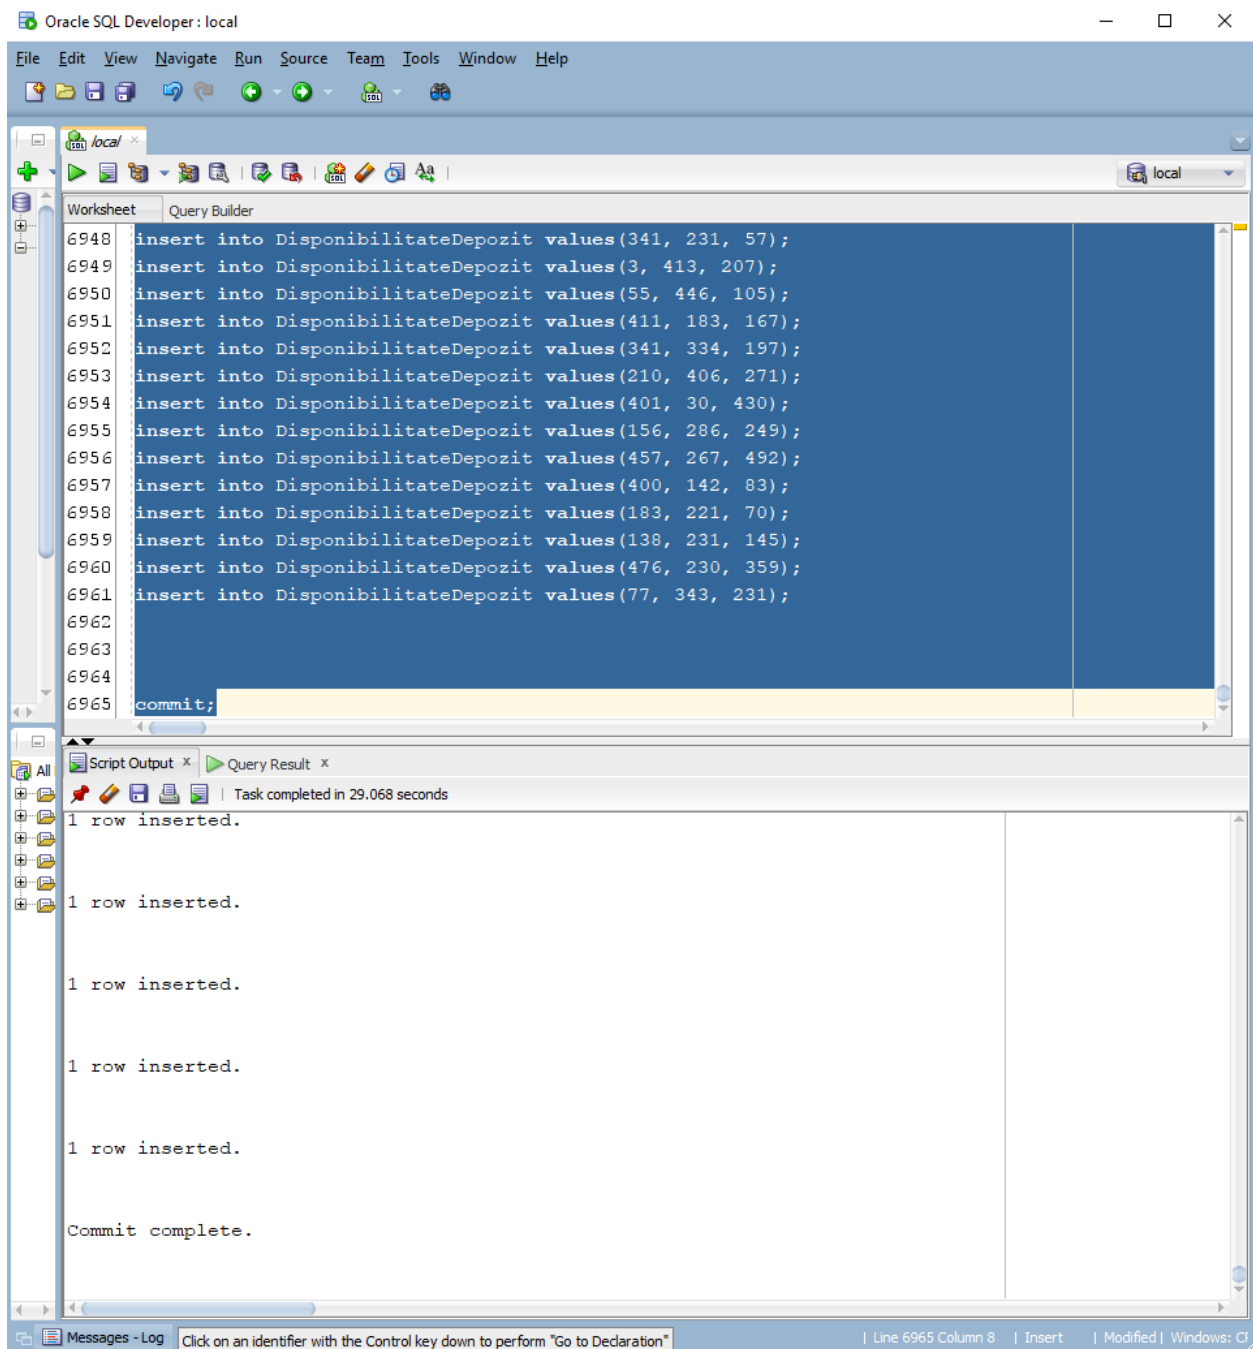 Oracle SQL Developer : local
File Edit View Navigate Run Source Team Tools Window Help
local
local
Worksheet Query Builder
6948 insert into DisponibilitateDepozit values(341, 231, 57);
6949 insert into DisponibilitateDepozit values(3, 413, 207);
6950 insert into DisponibilitateDepozit values(55, 446, 105);
6951 insert into DisponibilitateDepozit values(411, 183, 167);
6952 insert into DisponibilitateDepozit values(341, 334, 197);
6953 insert into DisponibilitateDepozit values(210, 406, 271);
6954 insert into DisponibilitateDepozit values(401, 30, 430);
6955 insert into DisponibilitateDepozit values(156, 286, 249);
6956 insert into DisponibilitateDepozit values(457, 267, 492);
6957 insert into DisponibilitateDepozit values(400, 142, 83);
6958 insert into DisponibilitateDepozit values(183, 221, 70);
6959 insert into DisponibilitateDepozit values(138, 231, 145);
6960 insert into DisponibilitateDepozit values(476, 230, 359);
6961 insert into DisponibilitateDepozit values(77, 343, 231);
6962
6963
6964
6965 commit;
All
Script Output x Query Result x
Task completed in 29.068 seconds
1 row inserted.
1 row inserted.
1 row inserted.
1 row inserted.
1 row inserted.
Commit complete.
Messages - Log Click on an identifier with the Control key down to perform "Go to Declaration" | Line 6965 Column 8 | Insert | Modified | Windows: CF